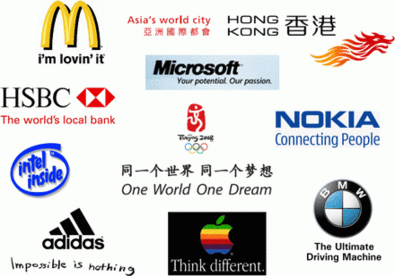 M
i'm lovin' it
Asia's world city
亞洲國際都會
HONG
KONG 香港
Microsoft®
Your potential. Our passion.
HSBC
The world's local bank
Beijing 2008
NOKIA
Connecting People
intel
inside
同一个世界 同一个梦想
One World One Dream
BMW
The Ultimate
Driving Machine
adidas
Impossible is nothing
Think different.